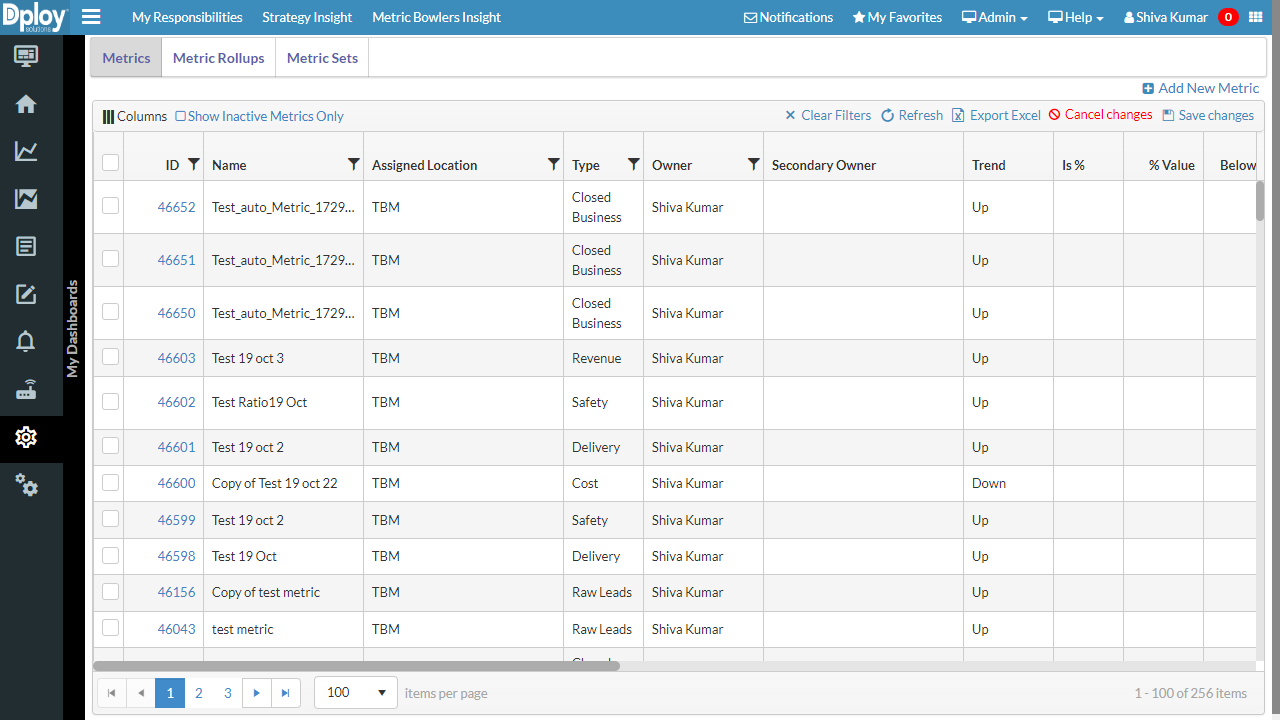 Dploy solutions My Responsibilities Strategy Insight Metric Bowlers Insight Notifications My Favorites Admin Help Shiva Kumar 0
My Dashboards
Metrics Metric Rollups Metric Sets
Add New Metric
Columns Show Inactive Metrics Only Clear Filters Refresh Export Excel Cancel changes Save changes
ID Name Assigned Location Type Owner Secondary Owner Trend Is % % Value Below
46652 Test_auto_Metric_1729... TBM Closed Business Shiva Kumar Up
46651 Test_auto_Metric_1729... TBM Closed Business Shiva Kumar Up
46650 Test_auto_Metric_1729... TBM Closed Business Shiva Kumar Up
46603 Test 19 oct 3 TBM Revenue Shiva Kumar Up
46602 Test Ratio19 Oct TBM Safety Shiva Kumar Up
46601 Test 19 oct 2 TBM Delivery Shiva Kumar Up
46600 Copy of Test 19 oct 22 TBM Cost Shiva Kumar Down
46599 Test 19 oct 2 TBM Safety Shiva Kumar Up
46598 Test 19 Oct TBM Delivery Shiva Kumar Up
46156 Copy of test metric TBM Raw Leads Shiva Kumar Up
46043 test metric TBM Raw Leads Shiva Kumar Up
1 2 3 100 items per page 1 - 100 of 256 items